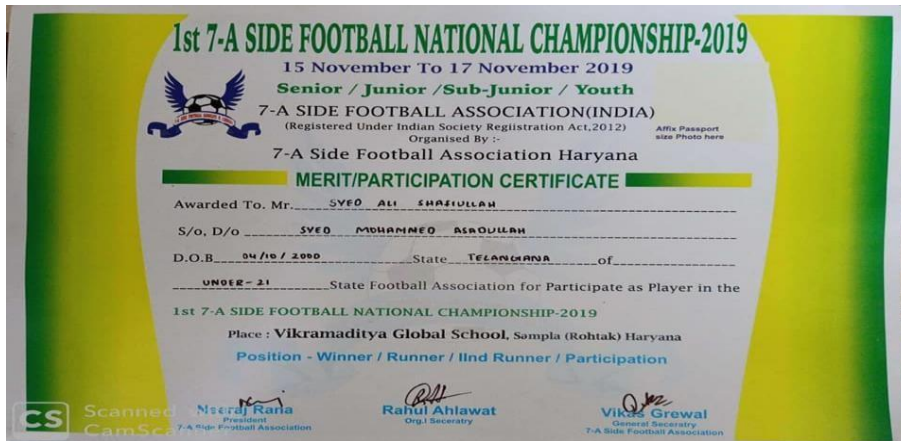 1st 7-A SIDE FOOTBALL NATIONAL CHAMPIONSHIP-2019
15 November To 17 November 2019
Senior / Junior /Sub-Junior / Youth
7-A SIDE FOOTBALL ASSOCIATION(INDIA)
(Registered Under Indian Society Regiistration Act,2012)
Affix Passport
size Photo here
Organised By :-
7-A Side Football Association Haryana
MERIT/PARTICIPATION CERTIFICATE
Awarded To. Mr. SYED ALI SHAFIULLAH
S/o, D/o SYED MOHAMMED ASADULLAH
D.O.B 04/10/2000 State TELANGANA of
UNDER-21 State Football Association for Participate as Player in the
1st 7-A SIDE FOOTBALL NATIONAL CHAMPIONSHIP-2019
Place : Vikramaditya Global School, Sampla (Rohtak) Haryana
Position - Winner / Runner / IInd Runner / Participation
Neeraj Rana
President
7-A Side Football Association
Rahul Ahlawat
Org.l Seceratry
Vikas Grewal
General Seceratry
7-A Side Football Association
CS Scanned
CamSca